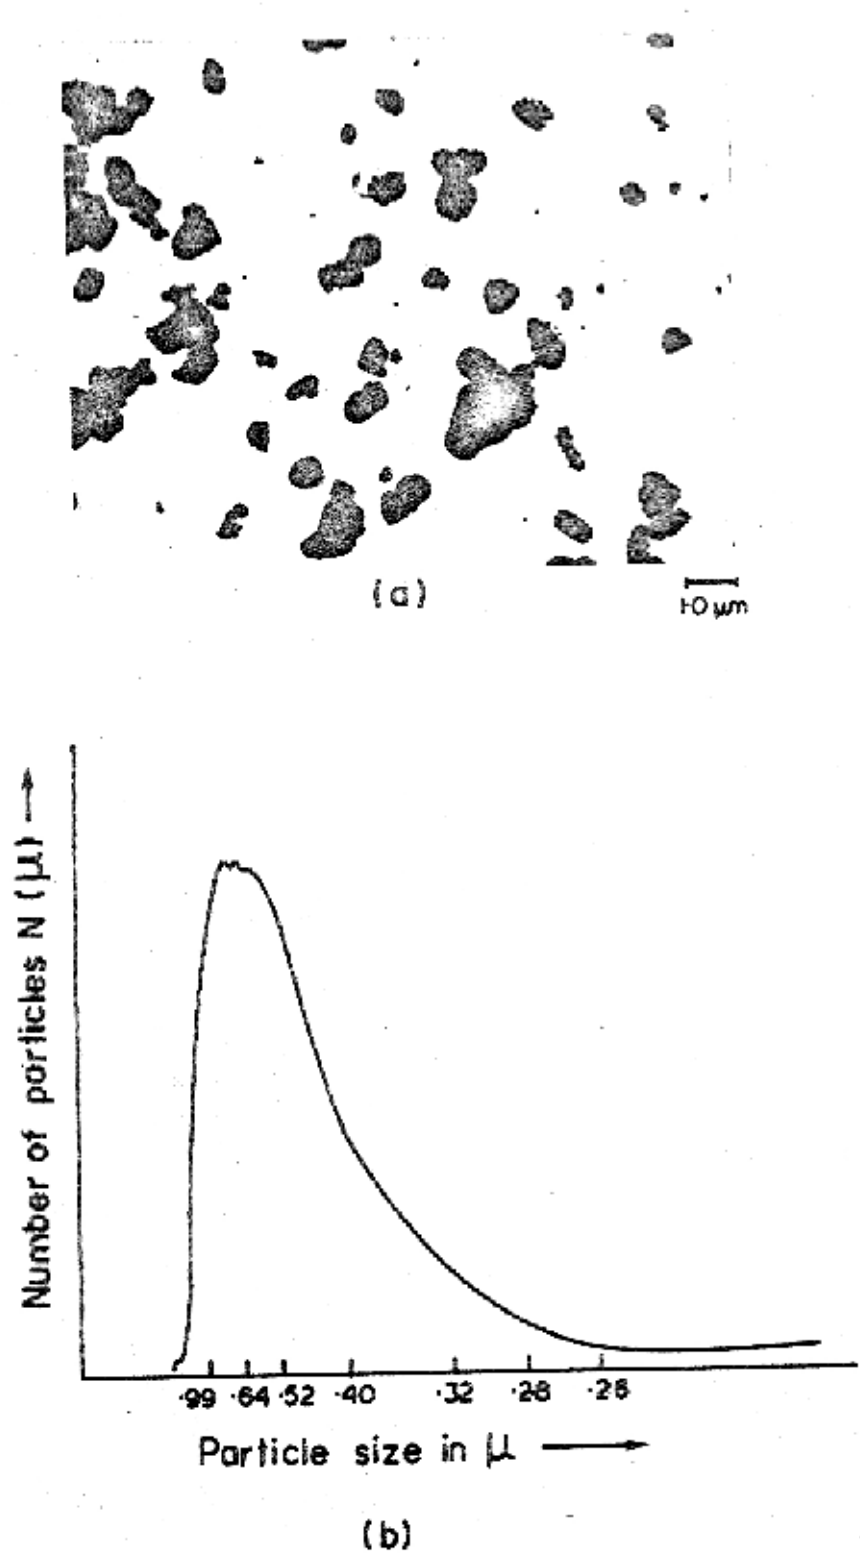 (a)
1·0 μm
Number of particles N (μ) →
·99 ·64 ·52 ·40 ·32 ·28 ·26
Particle size in μ →
(b)